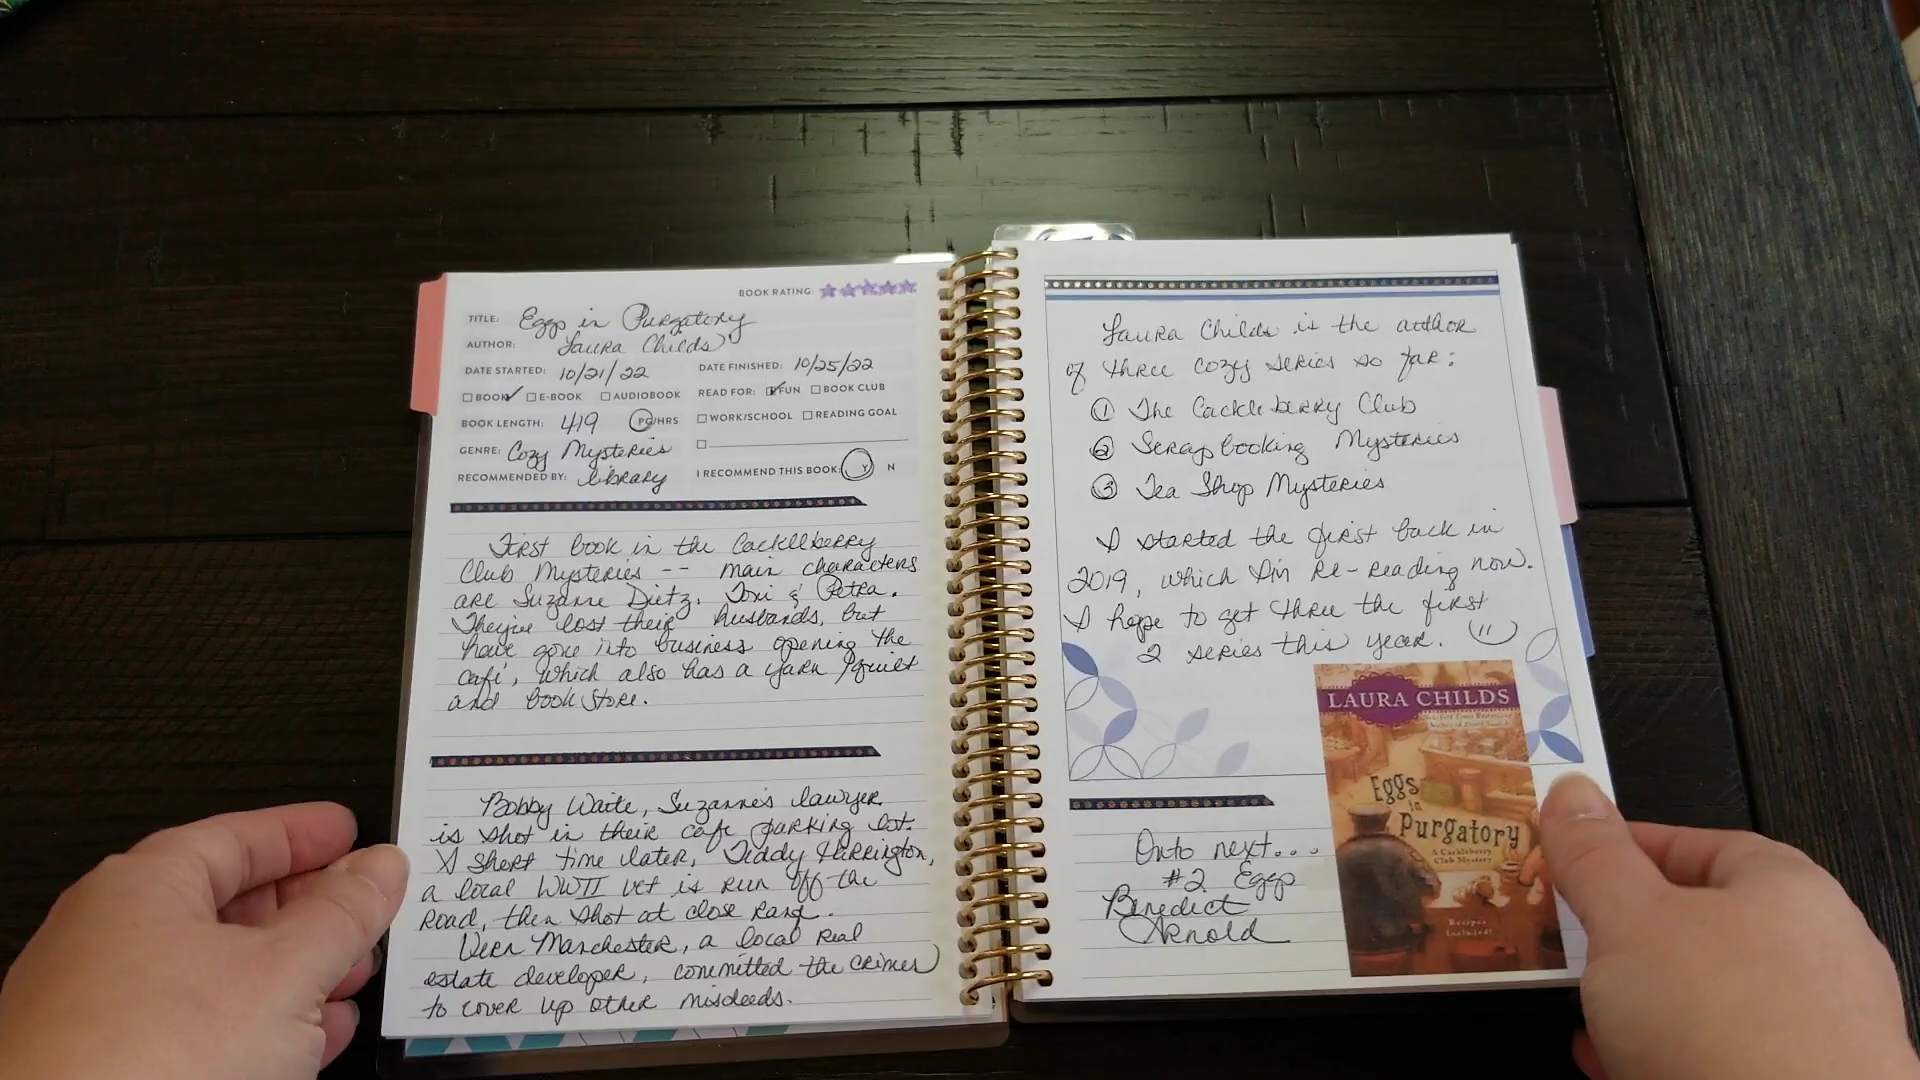 BOOK RATING:
TITLE: Eggs in Purgatory
AUTHOR: Laura Childs
DATE STARTED: 10/21/22 DATE FINISHED: 10/25/22
BOOK E-BOOK AUDIOBOOK READ FOR: FUN BOOK CLUB
BOOK LENGTH: 419 PG/HRS WORK/SCHOOL READING GOAL
GENRE: Cozy Mysteries
RECOMMENDED BY: library I RECOMMEND THIS BOOK: Y N
First book in the Cackleberry
Club Mysteries -- main characters
are Suzanne Dietz, Toni & Petra.
They've lost their husbands, but
have gone into business opening the
café, which also has a yarn/quilt
and book store.
Bobby Waite, Suzanne's lawyer
is shot in their cafe parking lot.
A short time later, Teddy Harrington,
a local WWII vet is run off the
road, then shot at close range.
Vern Manchester, a local real
estate developer, committed the crimes
to cover up other misdeeds.
Laura Childs is the author
of three cozy series so far:
① The Cackleberry Club
② Scrapbooking Mysteries
③ Tea Shop Mysteries
I started the first back in
2019, which I'm re-reading now.
I hope to get thru the first
2 series this year.
LAURA CHILDS
Eggs
in
Purgatory
A Cackleberry
Club Mystery
Recipes
Included!
Onto next...
#2 Eggs
Benedict
Arnold